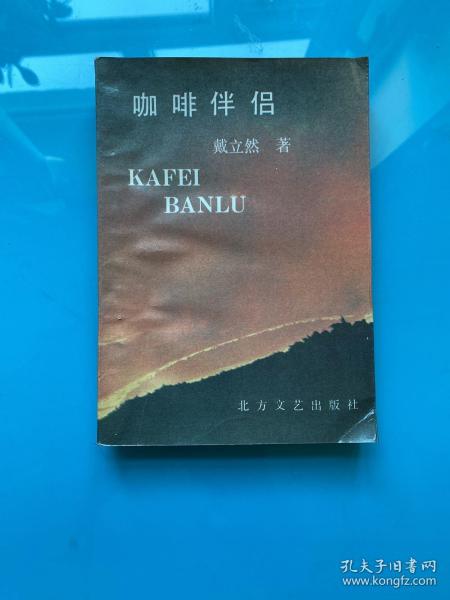 咖啡伴侣
戴立然 著
KAFEI
BANLU
北方文艺出版社
孔夫子旧书网
www.kongfz.com